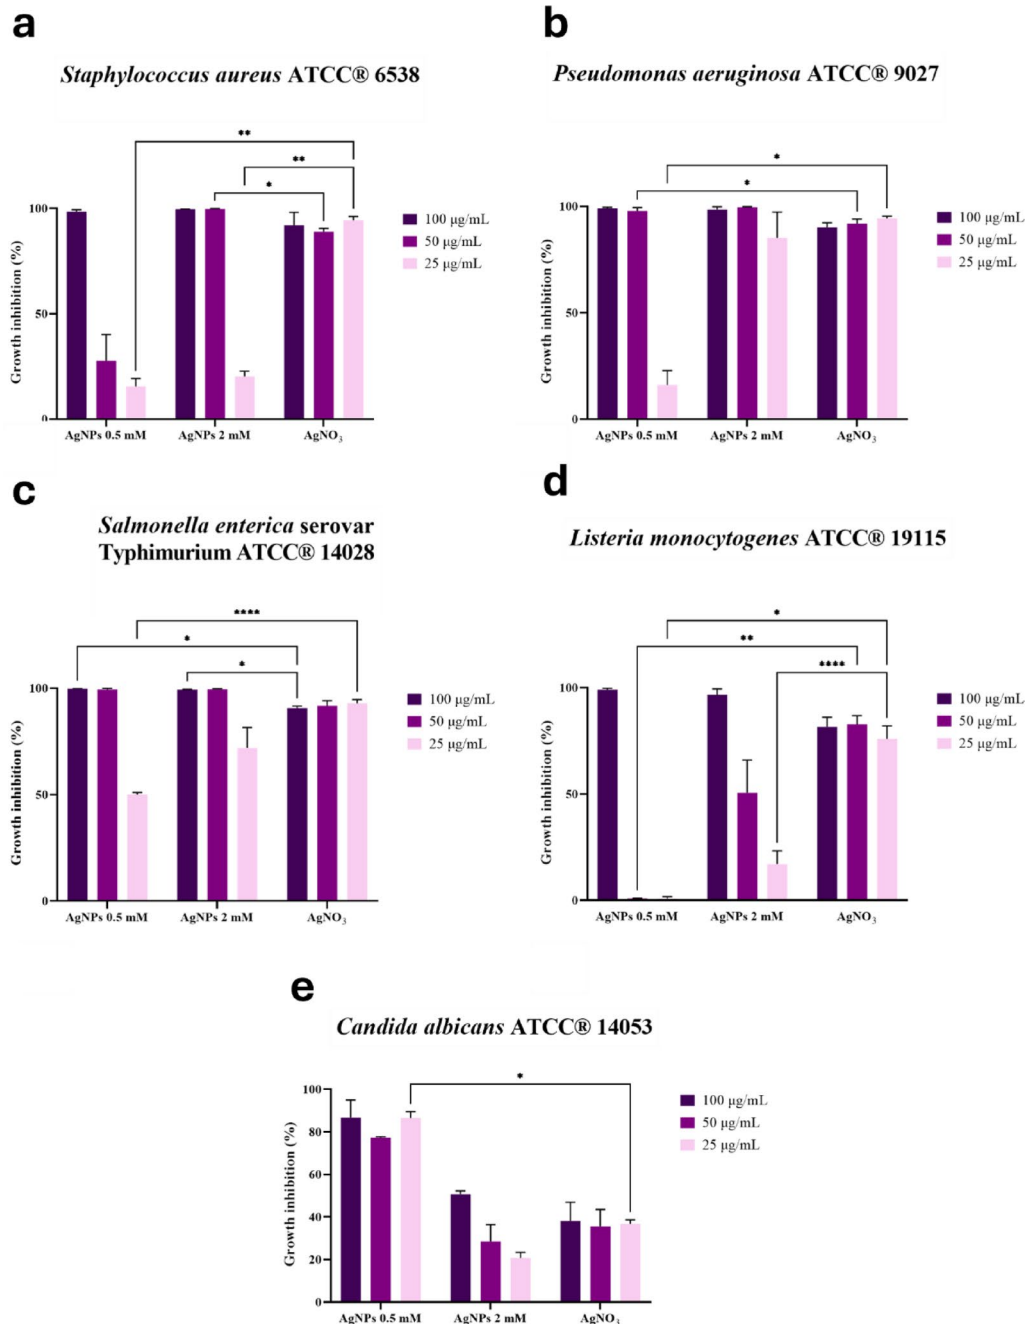 a
Staphylococcus aureus ATCC® 6538
**
**
*
100
50
0
Growth inhibition (%)
AgNPs 0.5 mM
AgNPs 2 mM
AgNO₃
100 µg/mL
50 µg/mL
25 µg/mL
b
Pseudomonas aeruginosa ATCC® 9027
*
*
100
50
0
Growth inhibition (%)
AgNPs 0.5 mM
AgNPs 2 mM
AgNO₃
100 µg/mL
50 µg/mL
25 µg/mL
c
Salmonella enterica serovar
Typhimurium ATCC® 14028
****
*
*
100
50
0
Growth inhibition (%)
AgNPs 0.5 mM
AgNPs 2 mM
AgNO₃
100 µg/mL
50 µg/mL
25 µg/mL
d
Listeria monocytogenes ATCC® 19115
*
**
****
100
50
0
Growth inhibition (%)
AgNPs 0.5 mM
AgNPs 2 mM
AgNO₃
100 µg/mL
50 µg/mL
25 µg/mL
e
Candida albicans ATCC® 14053
*
100
80
60
40
20
0
Growth inhibition (%)
AgNPs 0.5 mM
AgNPs 2 mM
AgNO₃
100 µg/mL
50 µg/mL
25 µg/mL